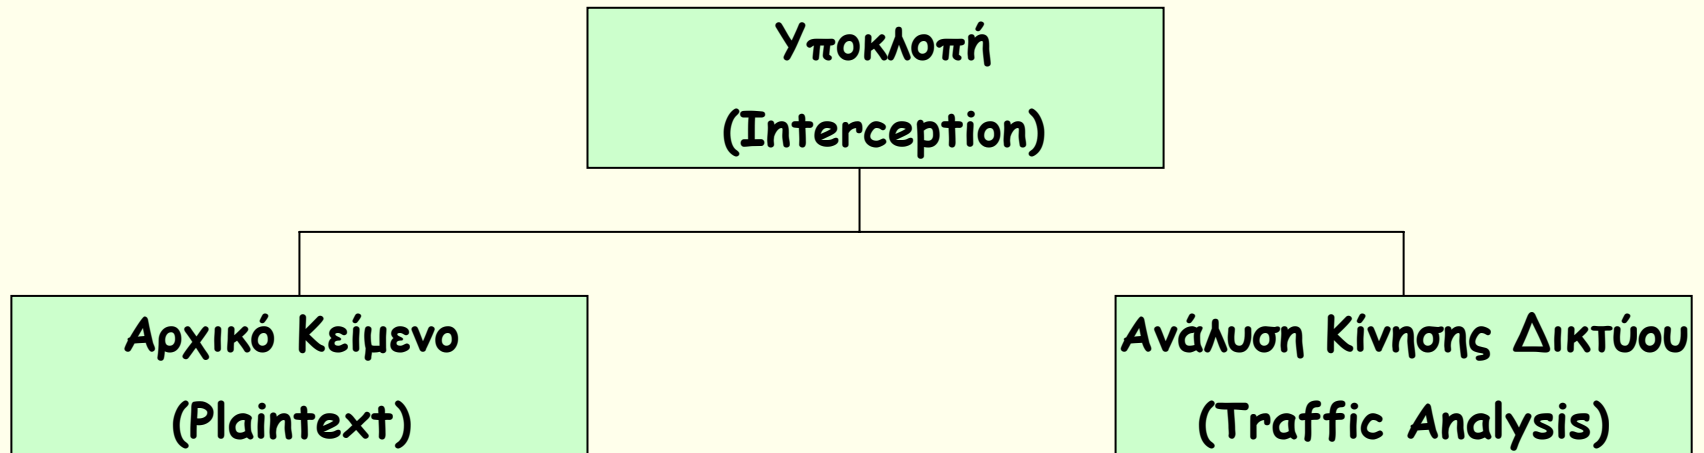 Υποκλοπή
(Interception)
Αρχικό Κείμενο
(Plaintext)
Ανάλυση Κίνησης Δικτύου
(Traffic Analysis)